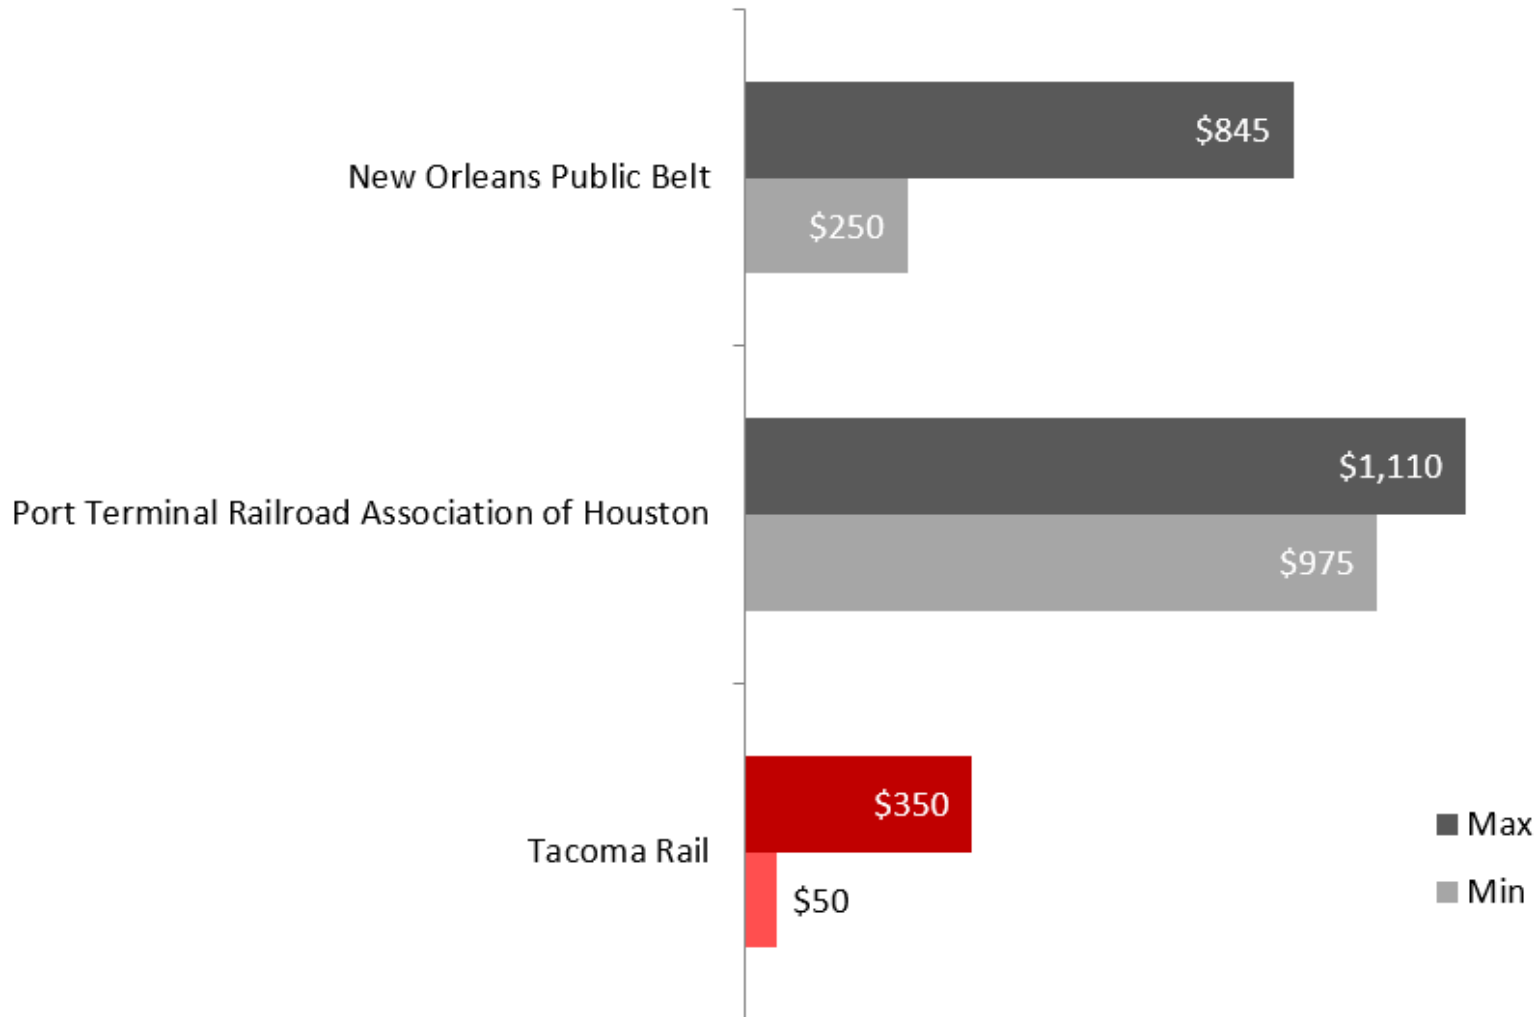 New Orleans Public Belt
$845
$250
Port Terminal Railroad Association of Houston
$1,110
$975
Tacoma Rail
$350
$50
Max
Min